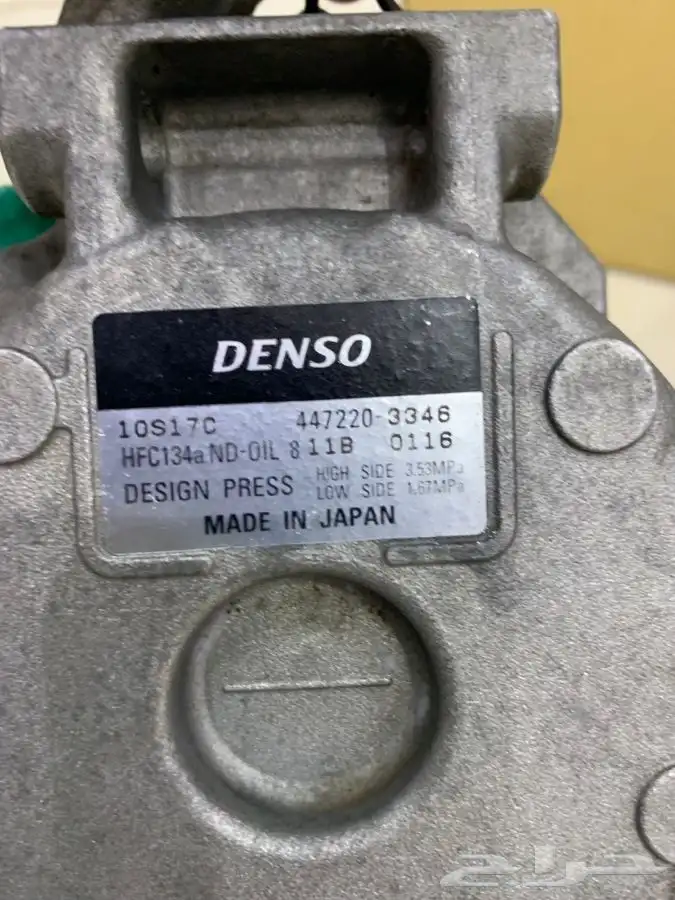 DENSO
10S17C 447220-3346
HFC134a ND-OIL 8 11B 0116
DESIGN PRESS HIGH SIDE 3.53MPa
LOW SIDE 1.67MPa
MADE IN JAPAN
حراج